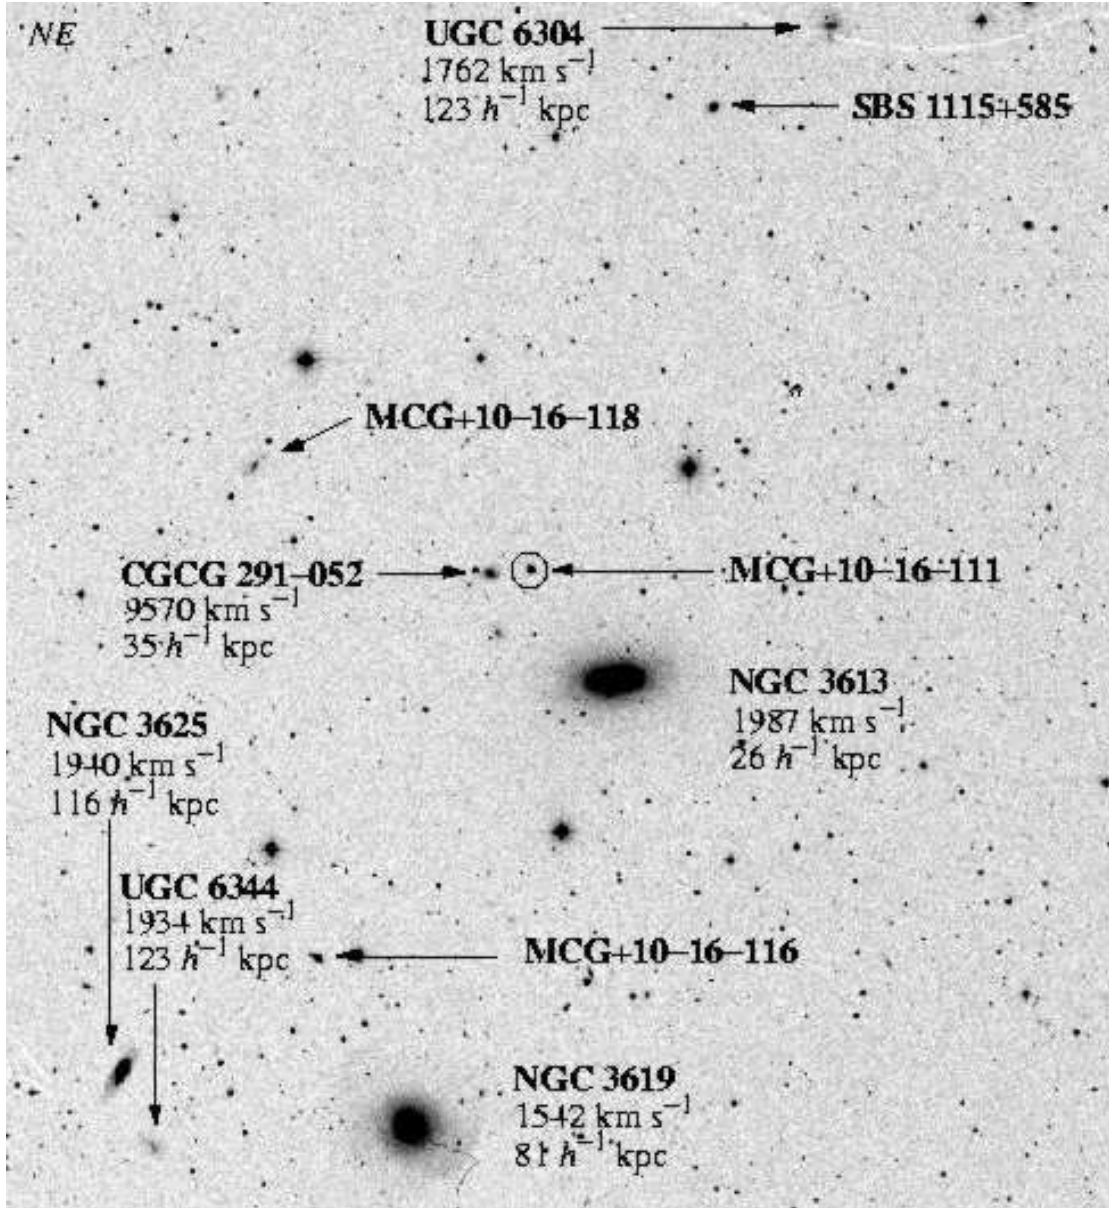 NE
UGC 6304
1762 km s⁻¹
123 h⁻¹ kpc
SBS 1115+585
MCG+10–16–118
CGCG 291–052
9570 km s⁻¹
35 h⁻¹ kpc
MCG+10–16–111
NGC 3613
1987 km s⁻¹
26 h⁻¹ kpc
NGC 3625
1940 km s⁻¹
116 h⁻¹ kpc
UGC 6344
1934 km s⁻¹
123 h⁻¹ kpc
MCG+10–16–116
NGC 3619
1542 km s⁻¹
81 h⁻¹ kpc